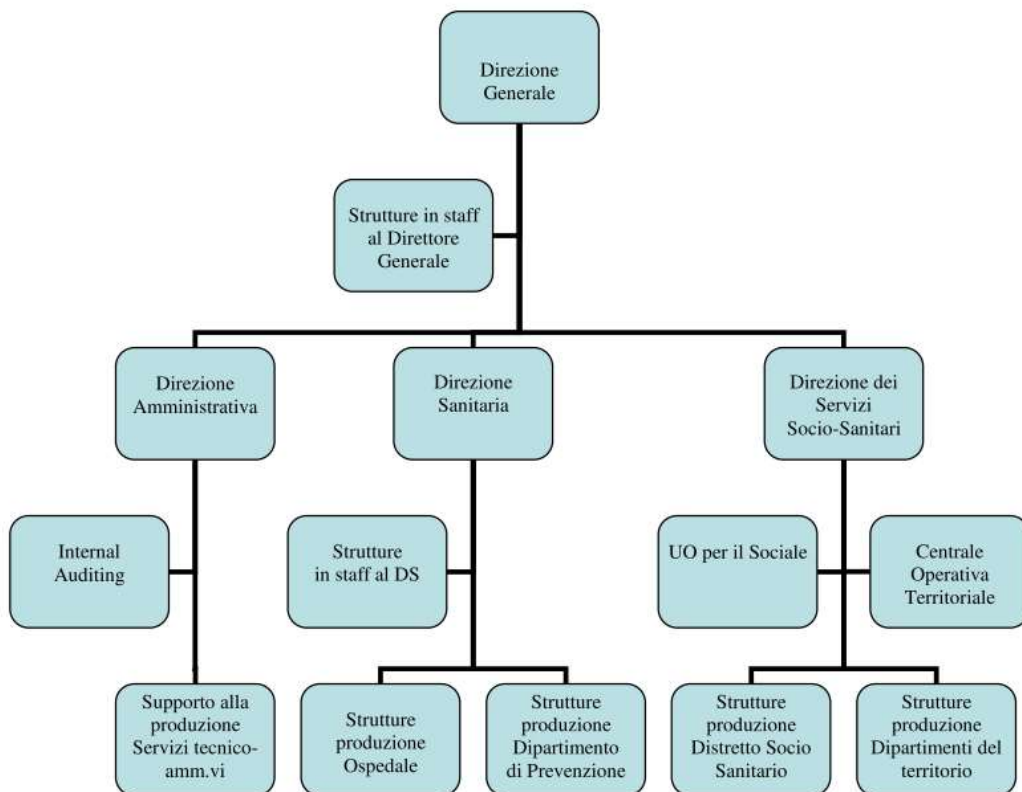 Direzione
Generale
Strutture in staff
al Direttore
Generale
Direzione
Amministrativa
Direzione
Sanitaria
Direzione dei
Servizi
Socio-Sanitari
Internal
Auditing
Strutture
in staff al DS
UO per il Sociale
Centrale
Operativa
Territoriale
Supporto alla
produzione
Servizi tecnico-
amm.vi
Strutture
produzione
Ospedale
Strutture
produzione
Dipartimento
di Prevenzione
Strutture
produzione
Distretto Socio
Sanitario
Strutture
produzione
Dipartimenti del
territorio